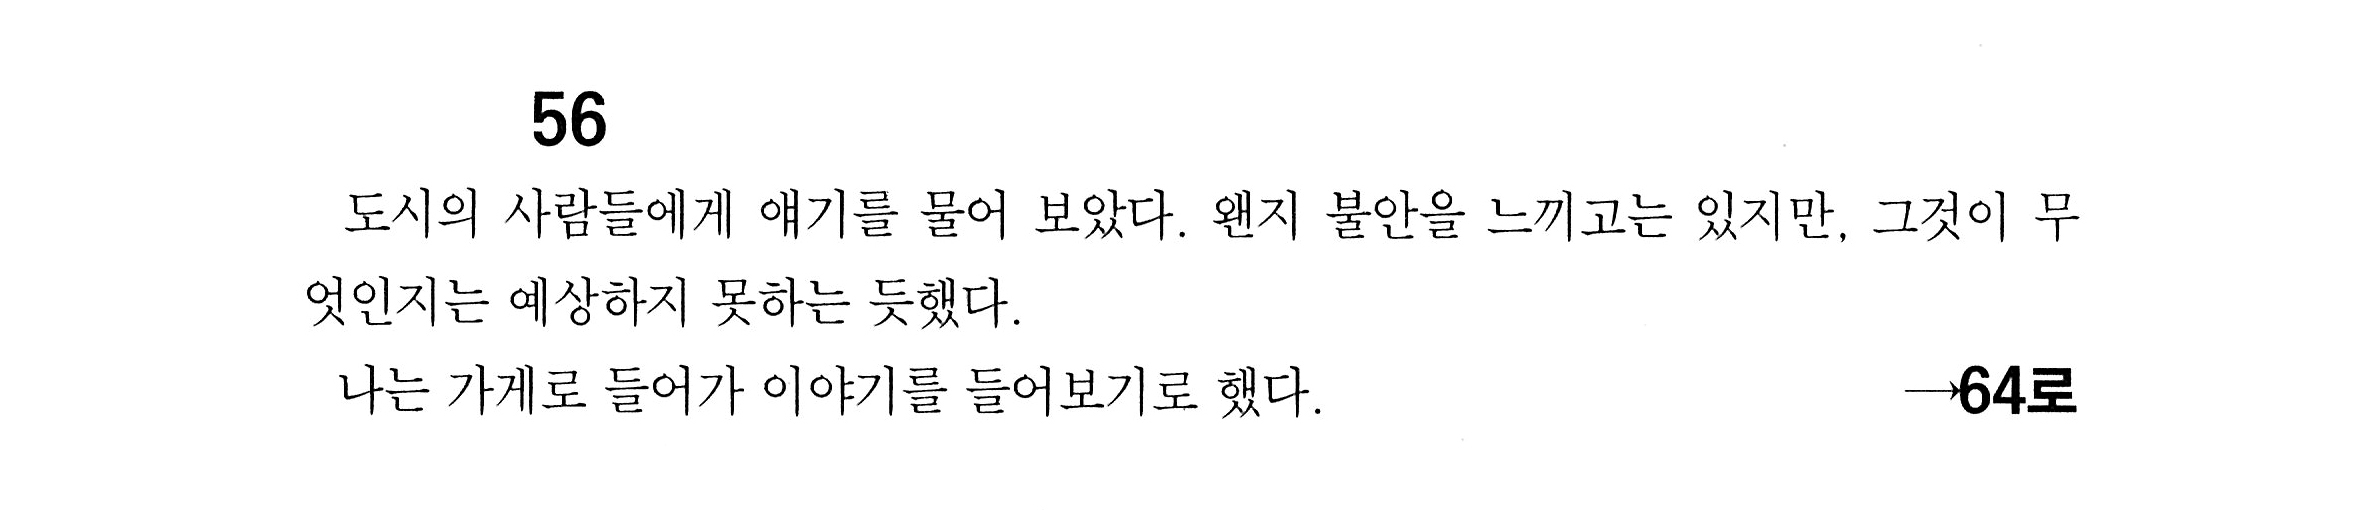 56
도시의 사람들에게 얘기를 물어 보았다. 왠지 불안을 느끼고는 있지만, 그것이 무
엇인지는 예상하지 못하는 듯했다.
나는 가게로 들어가 이야기를 들어보기로 했다. →64로